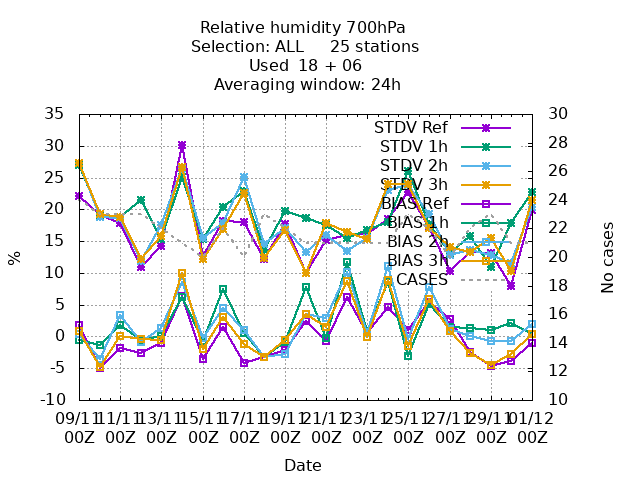 Relative humidity 700hPa
Selection: ALL 25 stations
Used 18 + 06
Averaging window: 24h
35
30
25
20
15
10
5
0
-5
-10
%
30
28
26
24
22
20
18
16
14
12
10
No cases
STDV Ref
STDV 1h
STDV 2h
STDV 3h
BIAS Ref
BIAS 1h
BIAS 2h
BIAS 3h
CASES
09/11 11/11 13/11 15/11 17/11 19/11 21/11 23/11 25/11 27/11 29/11 01/12
00Z 00Z 00Z 00Z 00Z 00Z 00Z 00Z 00Z 00Z 00Z 00Z
Date